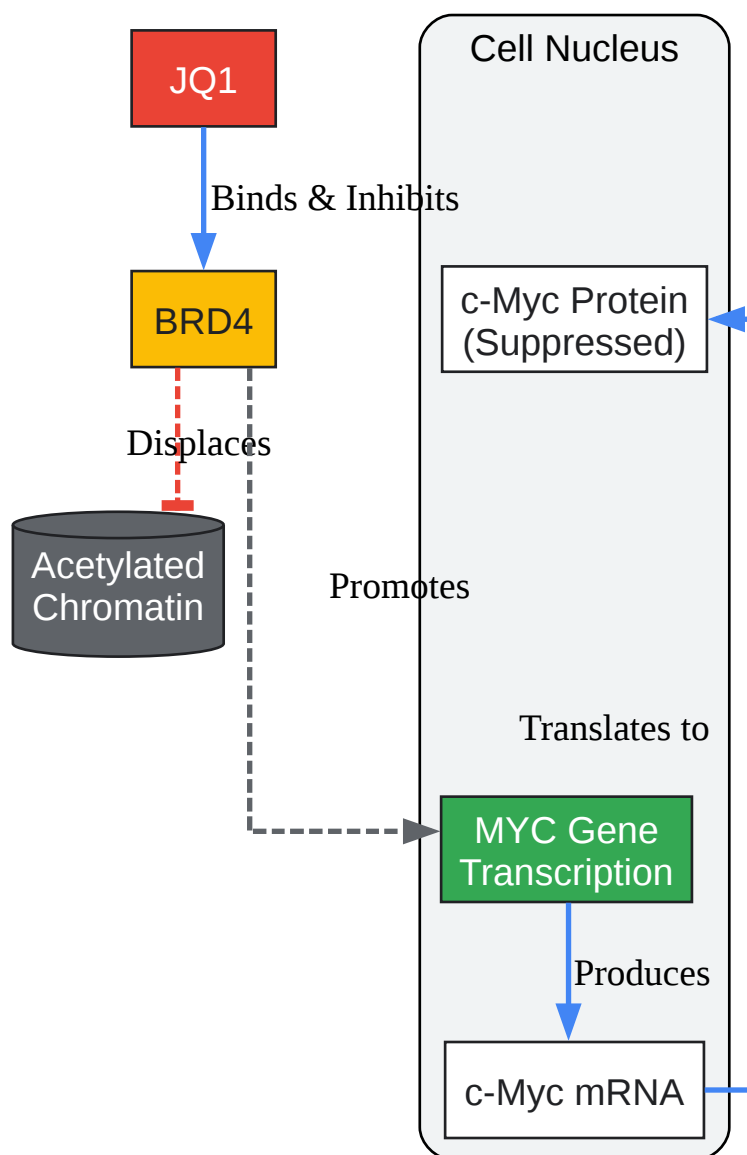 Cell Nucleus
JQ1
Binds & Inhibits
BRD4
c-Myc Protein
(Suppressed)
Displaces
Acetylated
Chromatin
Promotes
Translates to
MYC Gene
Transcription
Produces
c-Myc mRNA